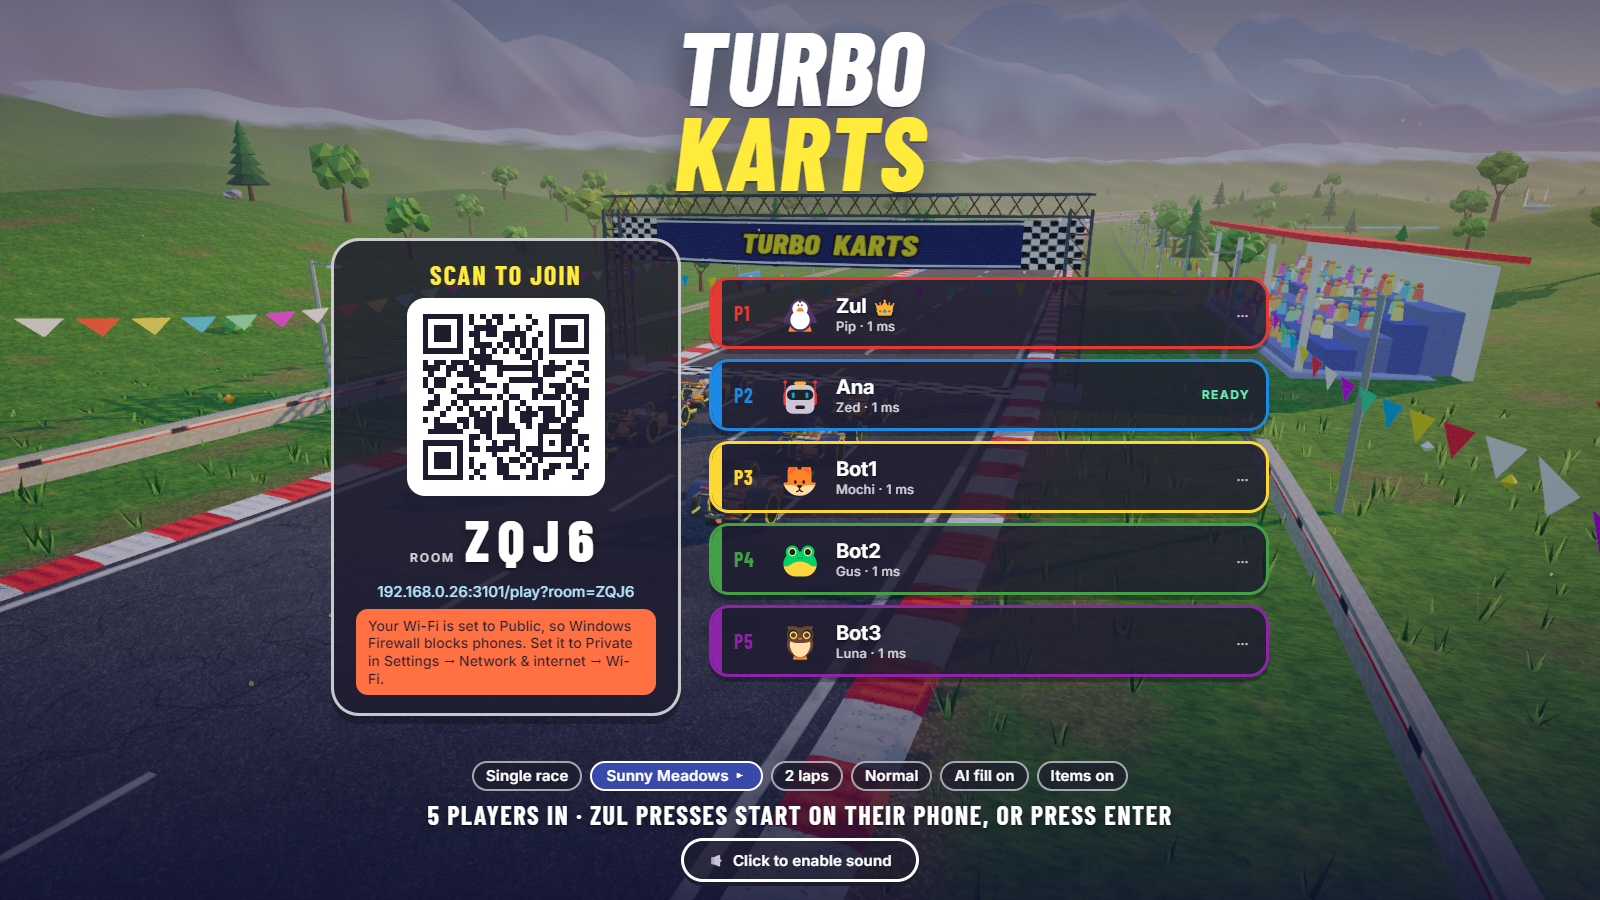 TURBO
KARTS
TURBO KARTS
SCAN TO JOIN
ROOM ZQJ6
192.168.0.26:3101/play?room=ZQJ6
Your Wi-Fi is set to Public, so Windows
Firewall blocks phones. Set it to Private
in Settings → Network & internet → Wi-
Fi.
P1 Zul ...
Pip · 1 ms
P2 Ana READY
Zed · 1 ms
P3 Bot1 ...
Mochi · 1 ms
P4 Bot2 ...
Gus · 1 ms
P5 Bot3 ...
Luna · 1 ms
Single race Sunny Meadows ▸ 2 laps Normal AI fill on Items on
5 PLAYERS IN · ZUL PRESSES START ON THEIR PHONE, OR PRESS ENTER
Click to enable sound